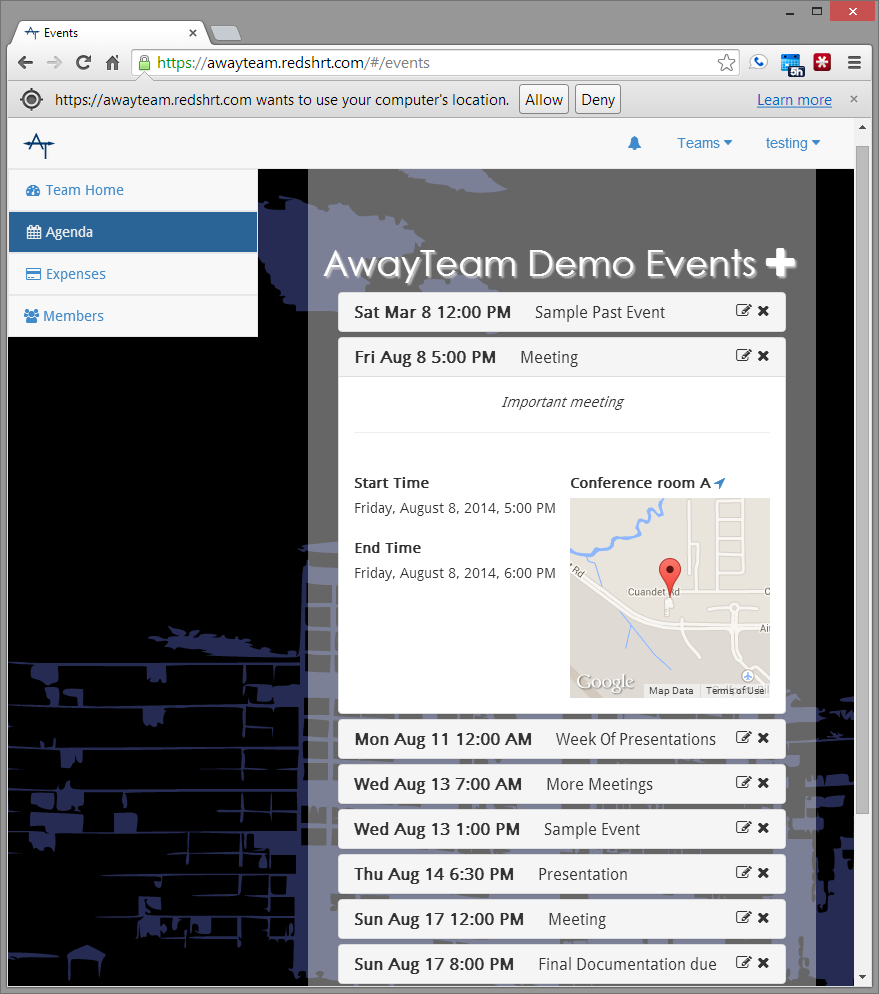 Events
https://awayteam.redshrt.com/#/events
5h
https://awayteam.redshrt.com wants to use your computer's location. Allow Deny Learn more
AT
Teams testing
Team Home
Agenda
Expenses
Members
AwayTeam Demo Events
Sat Mar 8 12:00 PM Sample Past Event
Fri Aug 8 5:00 PM Meeting
Important meeting
Start Time
Friday, August 8, 2014, 5:00 PM
End Time
Friday, August 8, 2014, 6:00 PM
Conference room A
Rd
Cuandet Rd
C
Ai
Google
Map Data Terms of Use
Mon Aug 11 12:00 AM Week Of Presentations
Wed Aug 13 7:00 AM More Meetings
Wed Aug 13 1:00 PM Sample Event
Thu Aug 14 6:30 PM Presentation
Sun Aug 17 12:00 PM Meeting
Sun Aug 17 8:00 PM Final Documentation due